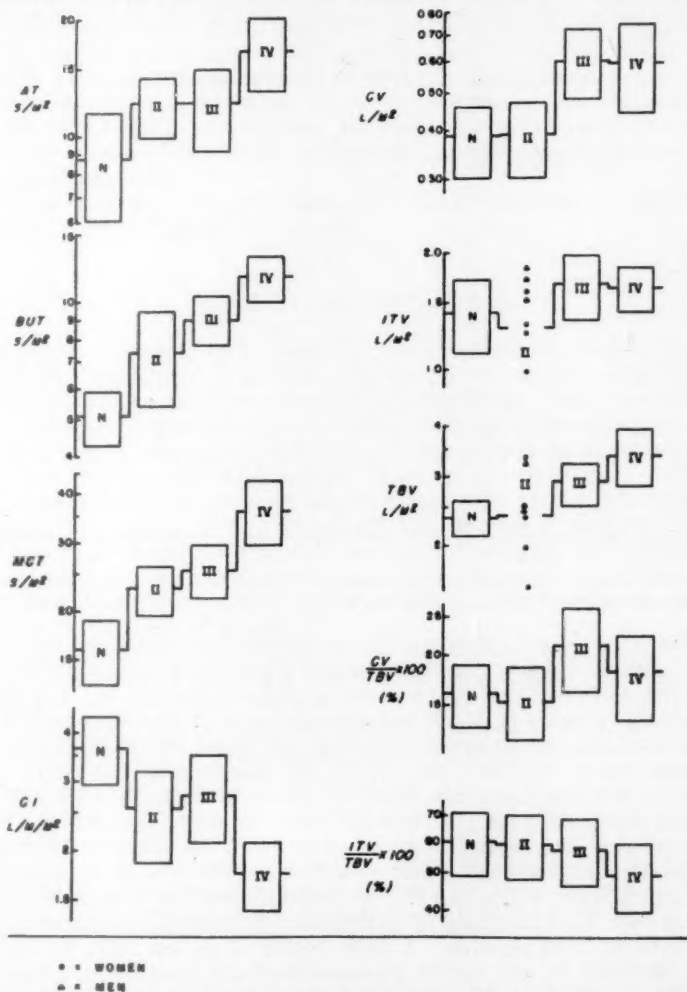 AT
S/M²
20
15
10
9
8
7
6
N
II
III
IV
CV
L/M²
0.80
0.70
0.60
0.50
0.40
0.30
N
II
III
IV
BUT
S/M²
15
10
9
8
7
6
5
4
N
II
III
IV
ITV
L/M²
2.0
1.5
1.0
N
II
III
IV
MCT
S/M²
40
30
20
15
N
II
III
IV
TBV
L/M²
4
3
2
N
II
III
IV
CV
TBV ×100
(%)
25
20
15
N
II
III
IV
CI
L/M/M²
4
3
2
1.5
N
II
III
IV
ITV
TBV ×100
(%)
70
60
50
40
N
II
III
IV
• = WOMEN
▵ = MEN